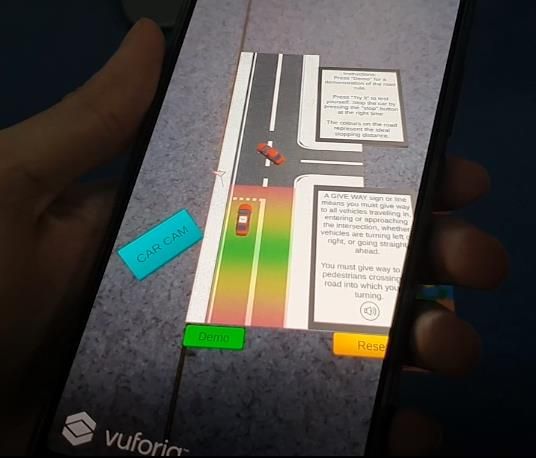 Instructions:
Press "Demo" for a
demonstration of the road
rule.
Press "Try it" to test
yourself. Stop the car by
pressing the "stop" button
at the right time.
The colours on the road
represent the ideal
stopping distance.
A GIVE WAY sign or line
means you must give way
to all vehicles travelling in,
entering or approaching
the intersection, whether
vehicles are turning left
right, or going straight
ahead.
You must give way to
pedestrians crossing
road into which you
turning.
CAR CAM
Demo
Rese
vuforia